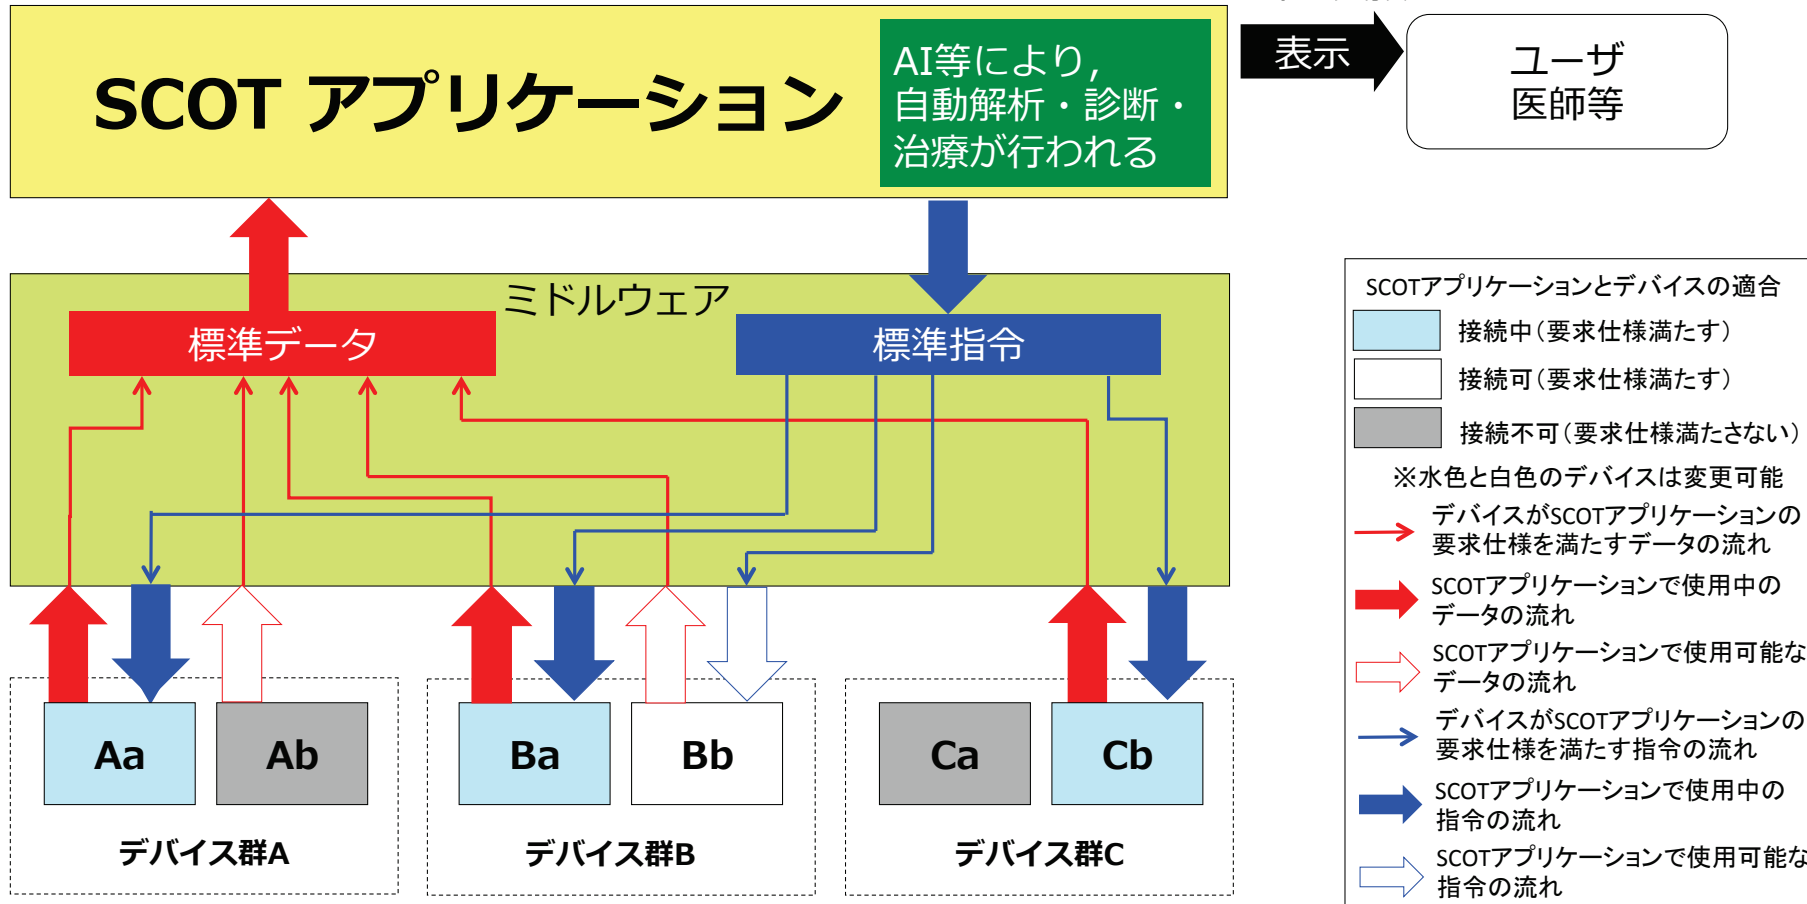 SCOT アプリケーション
AI等により,
自動解析・診断・
治療が行われる
表示
ユーザ
医師等
ミドルウェア
標準データ
標準指令
Aa
Ab
デバイス群A
Ba
Bb
デバイス群B
Ca
Cb
デバイス群C
SCOTアプリケーションとデバイスの適合
接続中(要求仕様満たす)
接続可(要求仕様満たす)
接続不可(要求仕様満たさない)
※水色と白色のデバイスは変更可能
デバイスがSCOTアプリケーションの
要求仕様を満たすデータの流れ
SCOTアプリケーションで使用中の
データの流れ
SCOTアプリケーションで使用可能な
データの流れ
デバイスがSCOTアプリケーションの
要求仕様を満たす指令の流れ
SCOTアプリケーションで使用中の
指令の流れ
SCOTアプリケーションで使用可能な
指令の流れ